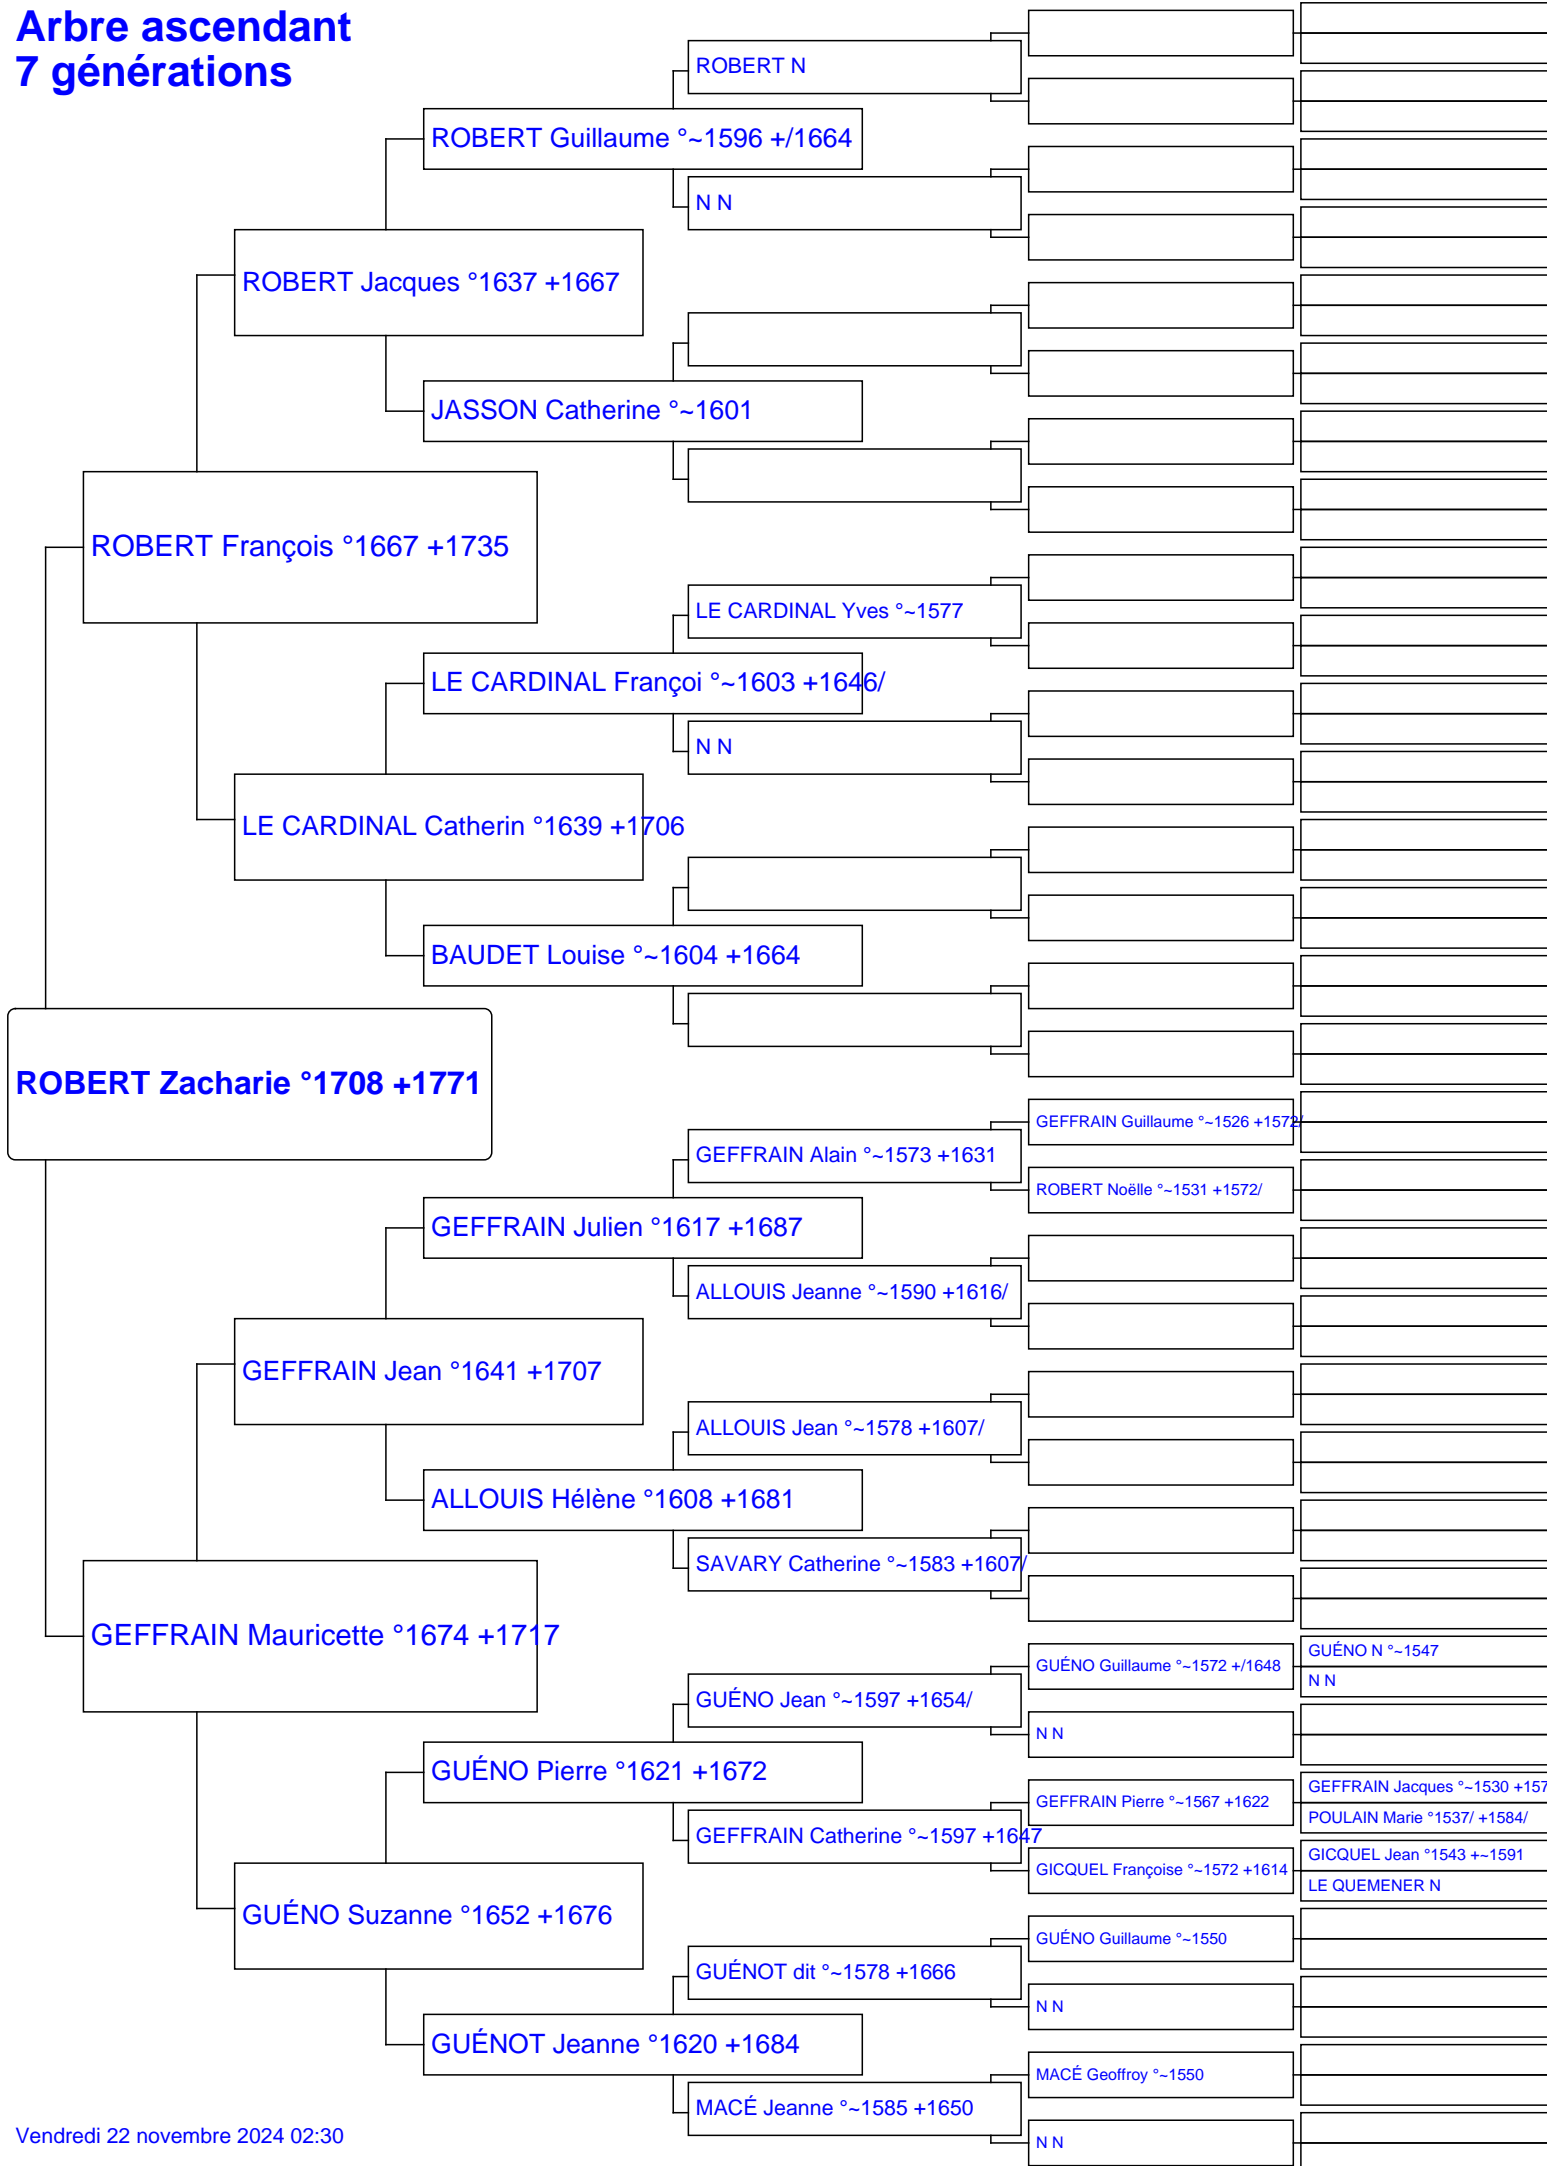 Arbre ascendant
7 générations
ROBERT N
ROBERT Guillaume °~1596 +/1664
N N
ROBERT Jacques °1637 +1667
JASSON Catherine °~1601
ROBERT François °1667 +1735
LE CARDINAL Yves °~1577
LE CARDINAL Françoi °~1603 +1646/
N N
LE CARDINAL Catherin °1639 +1706
BAUDET Louise °~1604 +1664
ROBERT Zacharie °1708 +1771
GEFFRAIN Guillaume °~1526 +1572/
GEFFRAIN Alain °~1573 +1631
ROBERT Noëlle °~1531 +1572/
GEFFRAIN Julien °1617 +1687
ALLOUIS Jeanne °~1590 +1616/
GEFFRAIN Jean °1641 +1707
ALLOUIS Jean °~1578 +1607/
ALLOUIS Hélène °1608 +1681
SAVARY Catherine °~1583 +1607/
GEFFRAIN Mauricette °1674 +1717
GUÉNO N °~1547
GUÉNO Guillaume °~1572 +/1648
N N
GUÉNO Jean °~1597 +1654/
N N
GUÉNO Pierre °1621 +1672
GEFFRAIN Jacques °~1530 +157
GEFFRAIN Pierre °~1567 +1622
POULAIN Marie °1537/ +1584/
GEFFRAIN Catherine °~1597 +1647
GICQUEL Jean °1543 +~1591
GICQUEL Françoise °~1572 +1614
LE QUEMENER N
GUÉNO Suzanne °1652 +1676
GUÉNO Guillaume °~1550
GUÉNOT dit °~1578 +1666
N N
GUÉNOT Jeanne °1620 +1684
MACÉ Geoffroy °~1550
MACÉ Jeanne °~1585 +1650
N N
Vendredi 22 novembre 2024 02:30